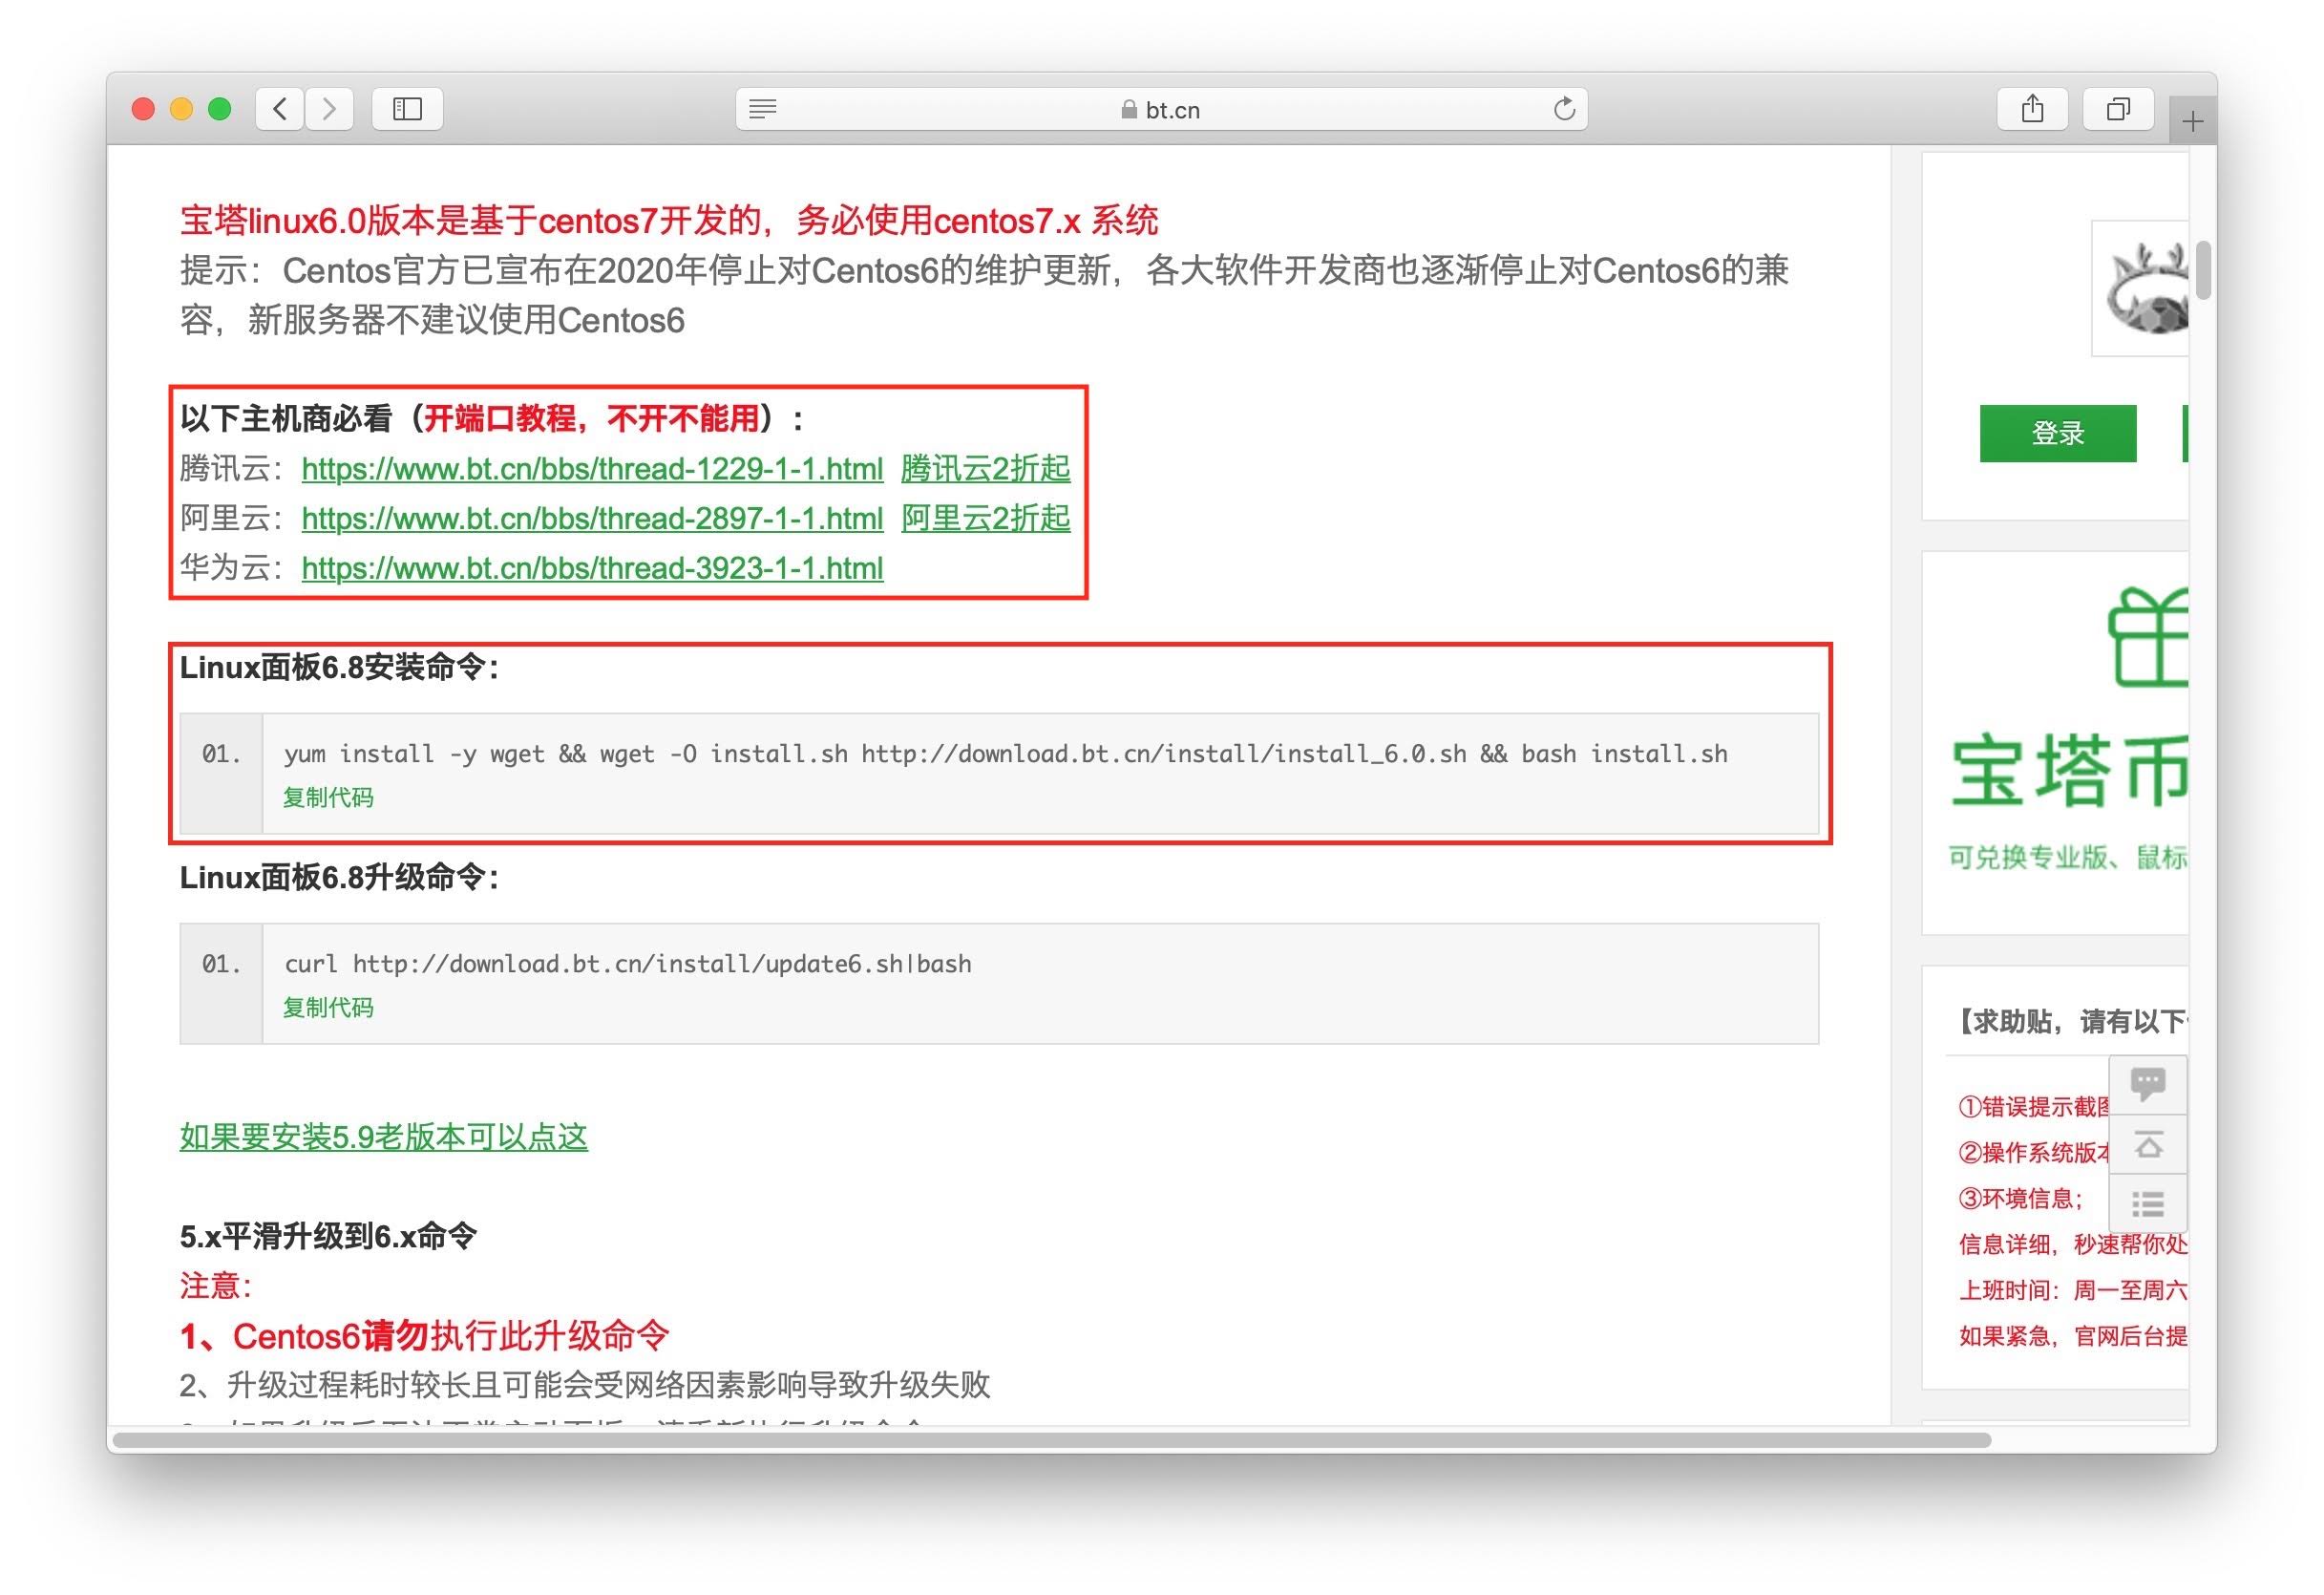 bt.cn
宝塔linux6.0版本是基于centos7开发的，务必使用centos7.x 系统
提示：Centos官方已宣布在2020年停止对Centos6的维护更新，各大软件开发商也逐渐停止对Centos6的兼
容，新服务器不建议使用Centos6
以下主机商必看（开端口教程，不开不能用）：
腾讯云：https://www.bt.cn/bbs/thread-1229-1-1.html 腾讯云2折起
阿里云：https://www.bt.cn/bbs/thread-2897-1-1.html 阿里云2折起
华为云：https://www.bt.cn/bbs/thread-3923-1-1.html
Linux面板6.8安装命令：
01. yum install -y wget && wget -O install.sh http://download.bt.cn/install/install_6.0.sh && bash install.sh
复制代码
Linux面板6.8升级命令：
01. curl http://download.bt.cn/install/update6.sh|bash
复制代码
如果要安装5.9老版本可以点这
5.x平滑升级到6.x命令
注意：
1、Centos6请勿执行此升级命令
2、升级过程耗时较长且可能会受网络因素影响导致升级失败
登录
宝塔币
可兑换专业版、鼠标
【求助贴，请有以下
①错误提示截图
②操作系统版本
③环境信息；
信息详细，秒速帮你处
上班时间：周一至周六
如果紧急，官网后台提